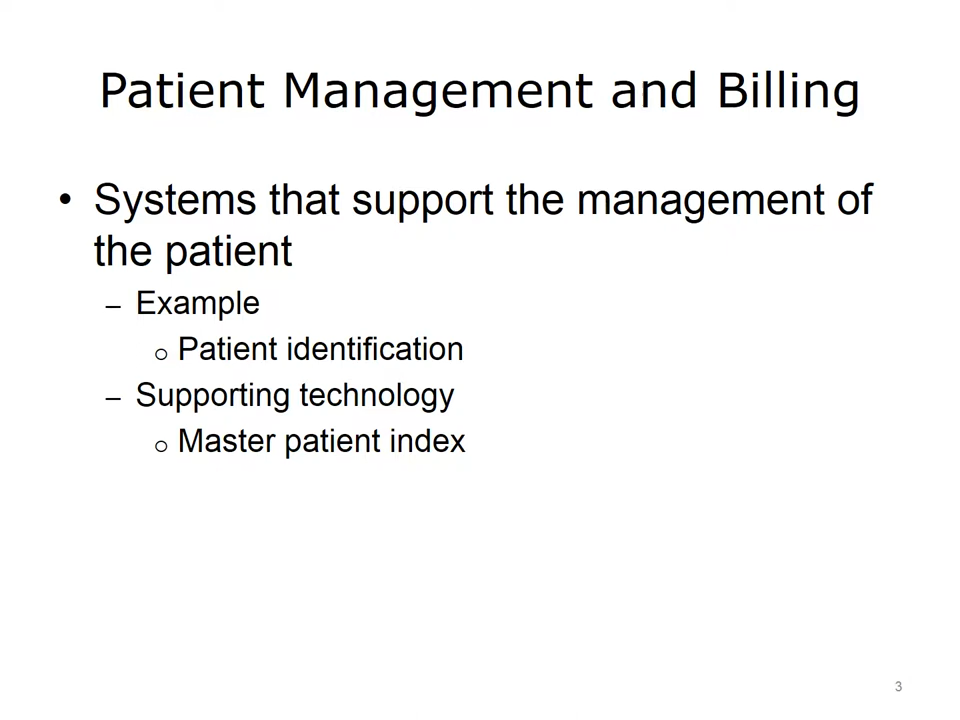 Patient Management and Billing
• Systems that support the management of
the patient
– Example
o Patient identification
– Supporting technology
o Master patient index
3